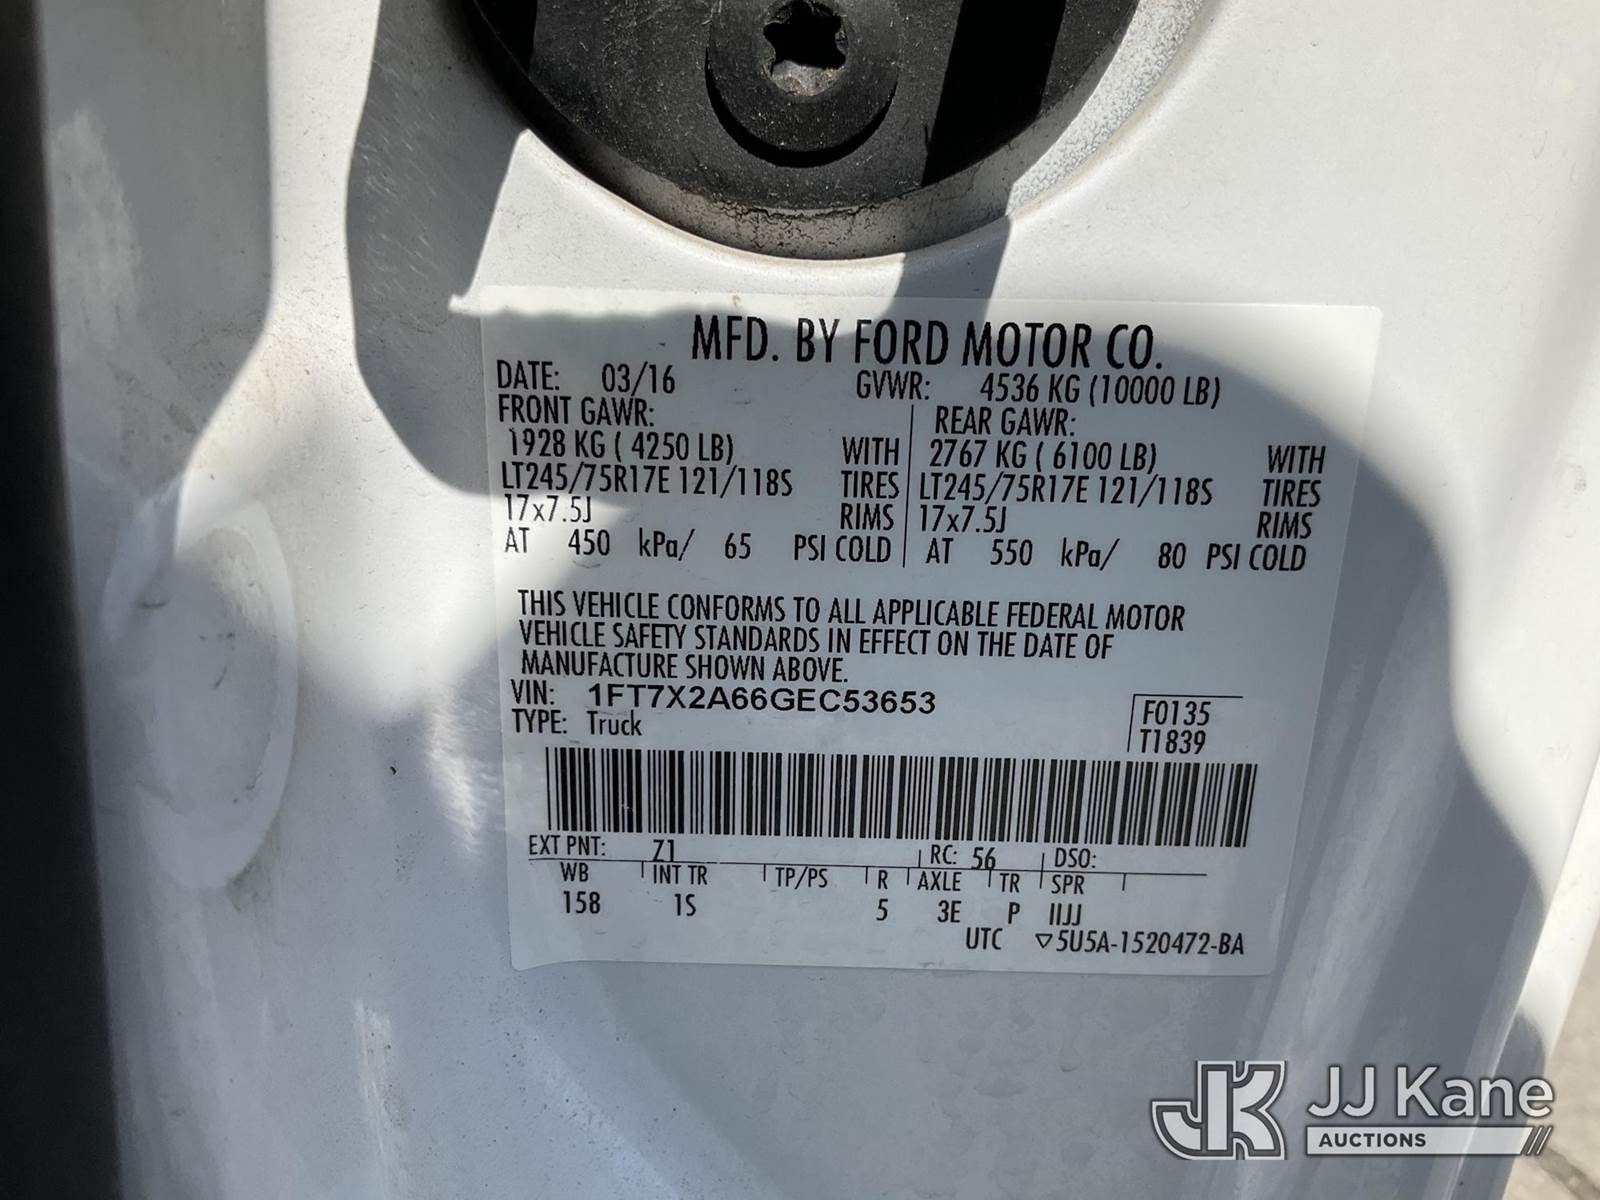 MFD. BY FORD MOTOR CO.
DATE: 03/16 GVWR: 4536 KG (10000 LB)
FRONT GAWR: REAR GAWR:
1928 KG ( 4250 LB) WITH 2767 KG ( 6100 LB) WITH
LT245/75R17E 121/118S TIRES LT245/75R17E 121/118S TIRES
17x7.5J RIMS 17x7.5J RIMS
AT 450 kPa/ 65 PSI COLD AT 550 kPa/ 80 PSI COLD
THIS VEHICLE CONFORMS TO ALL APPLICABLE FEDERAL MOTOR
VEHICLE SAFETY STANDARDS IN EFFECT ON THE DATE OF
MANUFACTURE SHOWN ABOVE.
VIN: 1FT7X2A66GEC53653
TYPE: Truck
F0135
T1839
EXT PNT: Z1 RC: 56 DSO:
WB INT TR TP/PS R AXLE TR SPR
158 1S 5 3E P IIJJ
UTC ▽5U5A-1520472-BA
JK JJ Kane
AUCTIONS